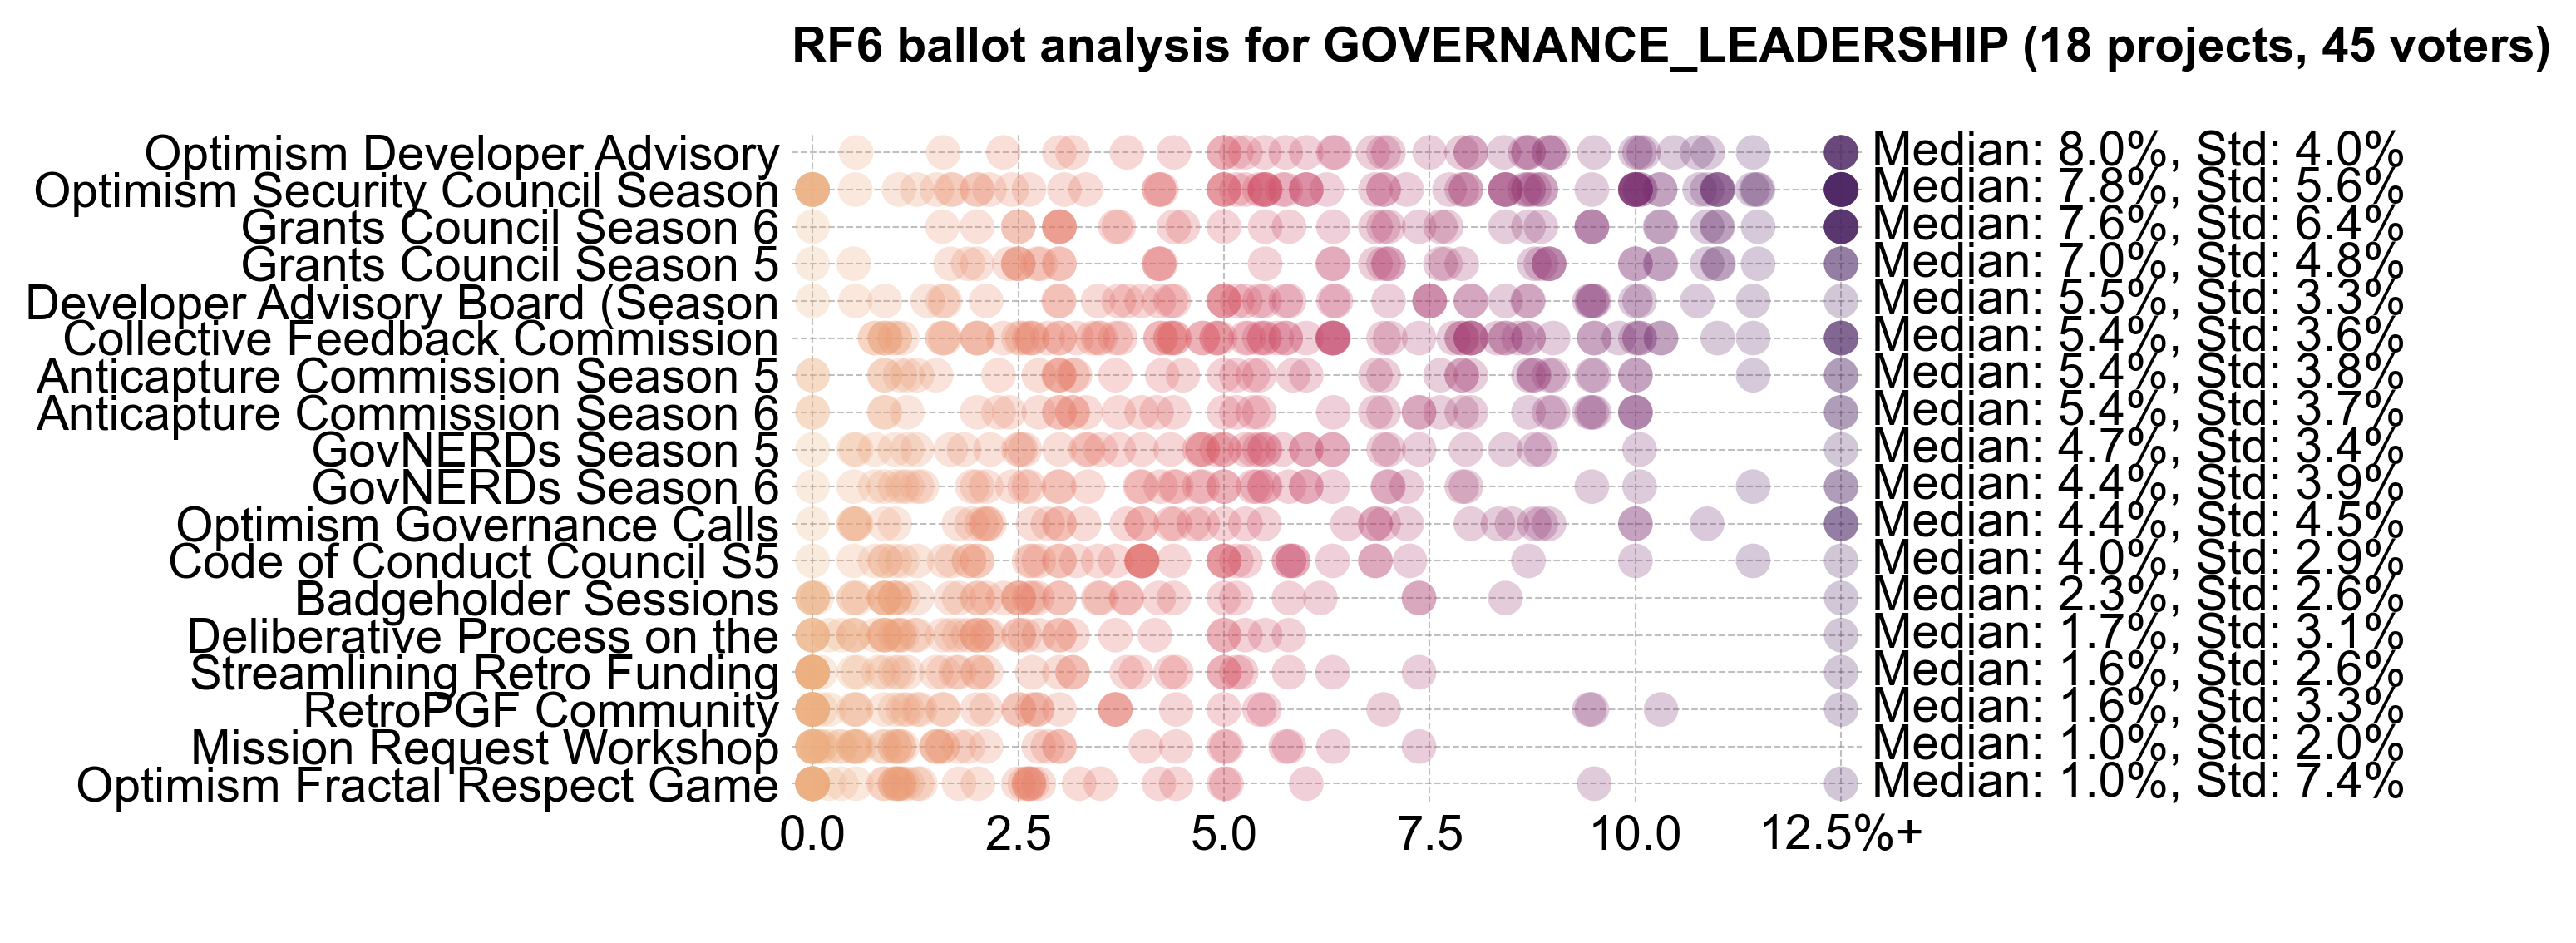 RF6 ballot analysis for GOVERNANCE_LEADERSHIP (18 projects, 45 voters)
Optimism Developer Advisory Median: 8.0%, Std: 4.0%
Optimism Security Council Season Median: 7.8%, Std: 5.6%
Grants Council Season 6 Median: 7.6%, Std: 6.4%
Grants Council Season 5 Median: 7.0%, Std: 4.8%
Developer Advisory Board (Season Median: 5.5%, Std: 3.3%
Collective Feedback Commission Median: 5.4%, Std: 3.6%
Anticapture Commission Season 5 Median: 5.4%, Std: 3.8%
Anticapture Commission Season 6 Median: 5.4%, Std: 3.7%
GovNERDs Season 5 Median: 4.7%, Std: 3.4%
GovNERDs Season 6 Median: 4.4%, Std: 3.9%
Optimism Governance Calls Median: 4.4%, Std: 4.5%
Code of Conduct Council S5 Median: 4.0%, Std: 2.9%
Badgeholder Sessions Median: 2.3%, Std: 2.6%
Deliberative Process on the Median: 1.7%, Std: 3.1%
Streamlining Retro Funding Median: 1.6%, Std: 2.6%
RetroPGF Community Median: 1.6%, Std: 3.3%
Mission Request Workshop Median: 1.0%, Std: 2.0%
Optimism Fractal Respect Game Median: 1.0%, Std: 7.4%
0.0 2.5 5.0 7.5 10.0 12.5%+